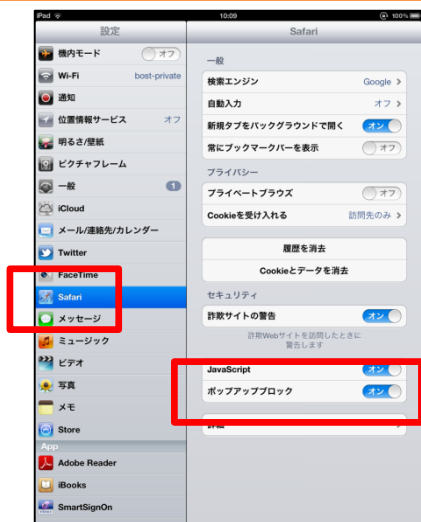 iPad
10:09
100%
設定
Safari
機内モード オフ
Wi-Fi bost-private
通知
位置情報サービス オフ
明るさ/壁紙
ピクチャフレーム
一般 1
iCloud
メール/連絡先/カレンダー
Twitter
FaceTime
Safari
メッセージ
ミュージック
ビデオ
写真
メモ
Store
App
Adobe Reader
iBooks
SmartSignOn
一般
検索エンジン Google
自動入力 オフ
新規タブをバックグラウンドで開く オン
常にブックマークバーを表示 オフ
プライバシー
プライベートブラウズ オフ
Cookieを受け入れる 訪問先のみ
履歴を消去
Cookieとデータを消去
セキュリティ
詐欺サイトの警告 オン
詐欺Webサイトを訪問したときに
警告します
JavaScript オン
ポップアップブロック オン